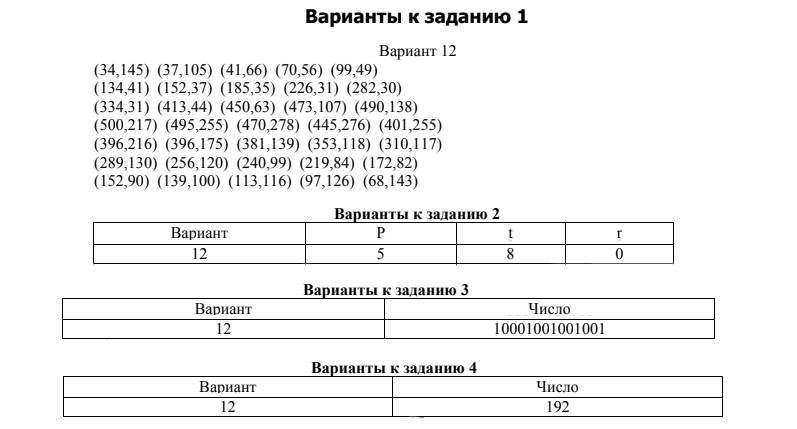 Варианты к заданию 1
Вариант 12
(34,145) (37,105) (41,66) (70,56) (99,49)
(134,41) (152,37) (185,35) (226,31) (282,30)
(334,31) (413,44) (450,63) (473,107) (490,138)
(500,217) (495,255) (470,278) (445,276) (401,255)
(396,216) (396,175) (381,139) (353,118) (310,117)
(289,130) (256,120) (240,99) (219,84) (172,82)
(152,90) (139,100) (113,116) (97,126) (68,143)
Варианты к заданию 2
Вариант P t r
12 5 8 0
Варианты к заданию 3
Вариант Число
12 10001001001001
Варианты к заданию 4
Вариант Число
12 192